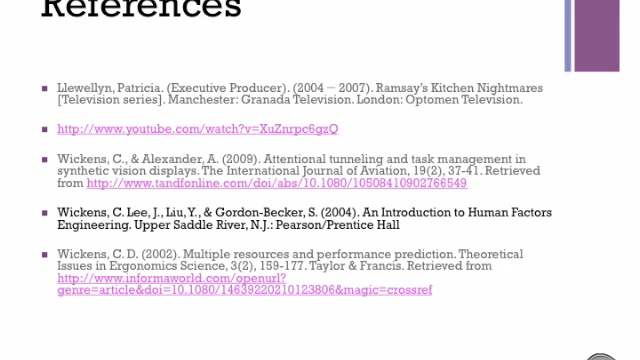 References
Llewellyn, Patricia. (Executive Producer). (2004 – 2007). Ramsay's Kitchen Nightmares
[Television series]. Manchester: Granada Television. London: Optomen Television.
http://www.youtube.com/watch?v=XuZnrpc6gzQ
Wickens, C., & Alexander, A. (2009). Attentional tunneling and task management in
synthetic vision displays. The International Journal of Aviation, 19(2), 37-41. Retrieved
from http://www.tandfonline.com/doi/abs/10.1080/10508410902766549
Wickens, C. Lee, J., Liu, Y., & Gordon-Becker, S. (2004). An Introduction to Human Factors
Engineering. Upper Saddle River, N.J.: Pearson/Prentice Hall
Wickens, C. D. (2002). Multiple resources and performance prediction. Theoretical
Issues in Ergonomics Science, 3(2), 159-177. Taylor & Francis. Retrieved from
http://www.informaworld.com/openurl?
genre=article&doi=10.1080/14639220210123806&magic=crossref